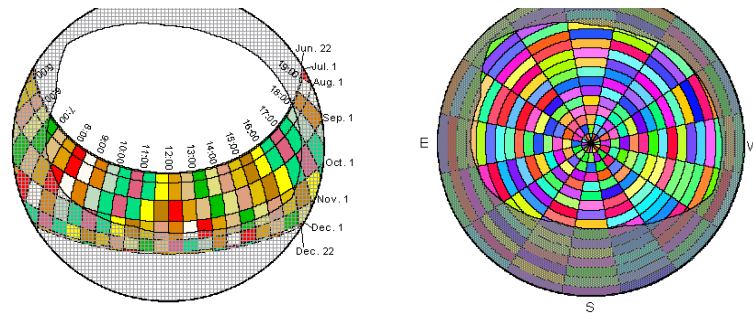 Jun. 22
Jul. 1
Aug. 1
Sep. 1
Oct. 1
Nov. 1
Dec. 1
Dec. 22
7:00
8:00
9:00
10:00
11:00
12:00
13:00
14:00
15:00
16:00
17:00
18:00
19:00
E
W
S